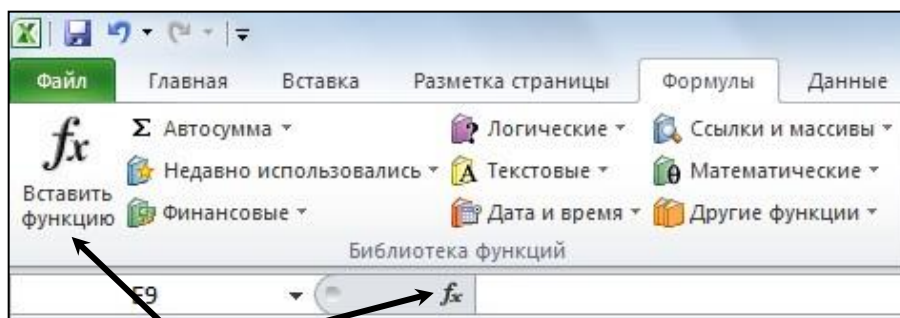 Файл Главная Вставка Разметка страницы Формулы Данные
fx Вставить функцию
Σ Автосумма Логические Ссылки и массивы
Недавно использовались Текстовые Математические
Финансовые Дата и время Другие функции
Библиотека функций
E9 fx